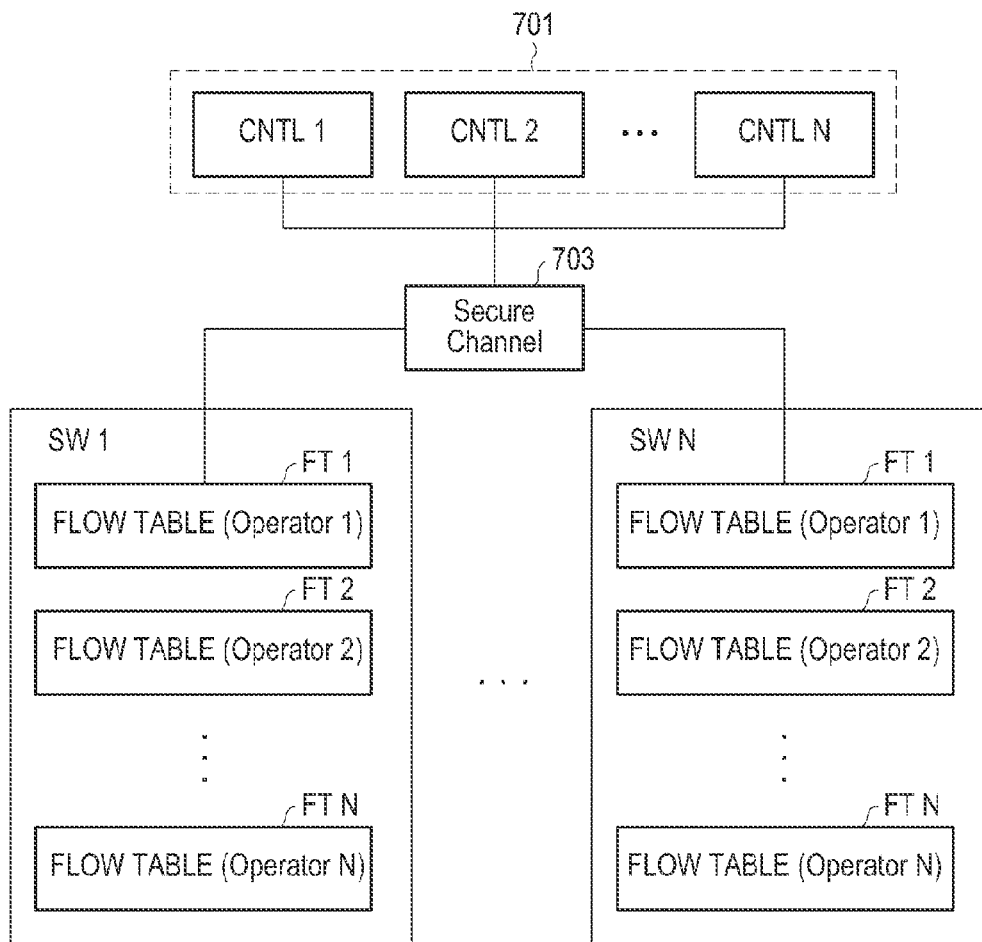 701
CNTL 1
CNTL 2
...
CNTL N
703
Secure
Channel
SW 1
FT 1
FLOW TABLE (Operator 1)
FT 2
FLOW TABLE (Operator 2)
FT N
FLOW TABLE (Operator N)
...
SW N
FT 1
FLOW TABLE (Operator 1)
FT 2
FLOW TABLE (Operator 2)
FT N
FLOW TABLE (Operator N)